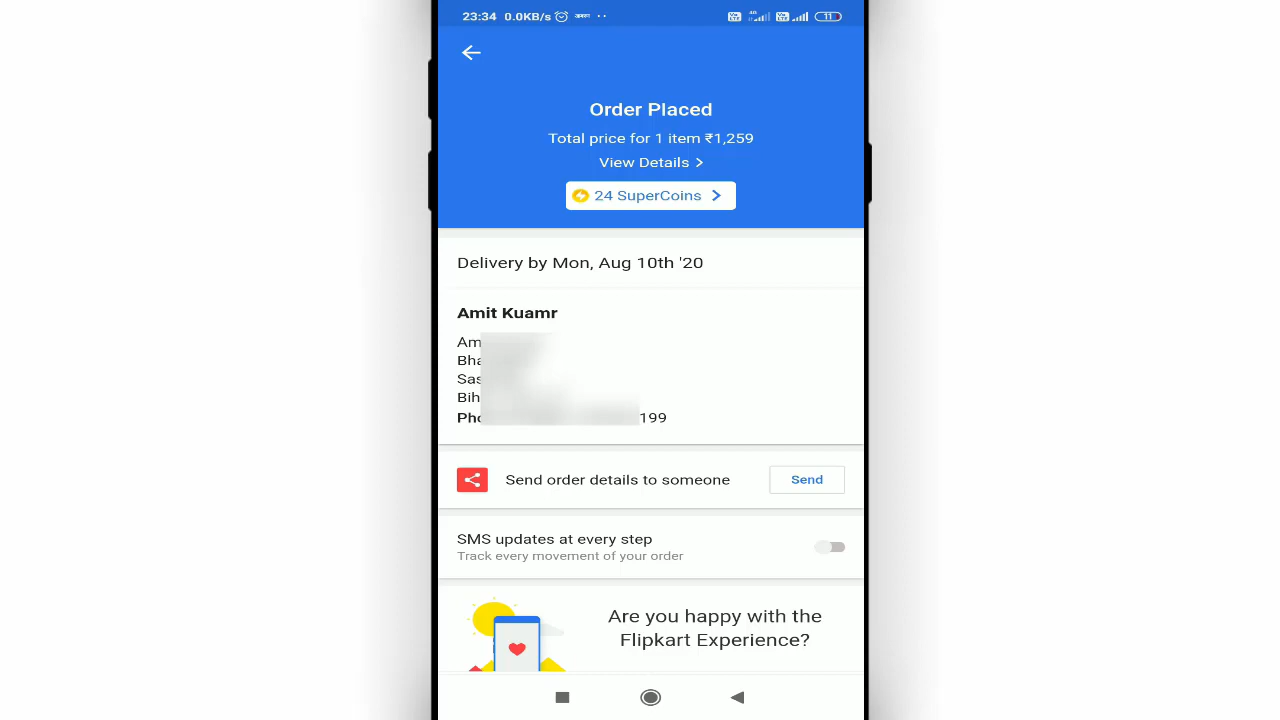 23:34 0.0KB/s
11
Order Placed
Total price for 1 item ₹1,259
View Details
24 SuperCoins
Delivery by Mon, Aug 10th '20
Amit Kuamr
Am
Bha
Sas
Bih
Pho 199
Send order details to someone
Send
SMS updates at every step
Track every movement of your order
Are you happy with the
Flipkart Experience?